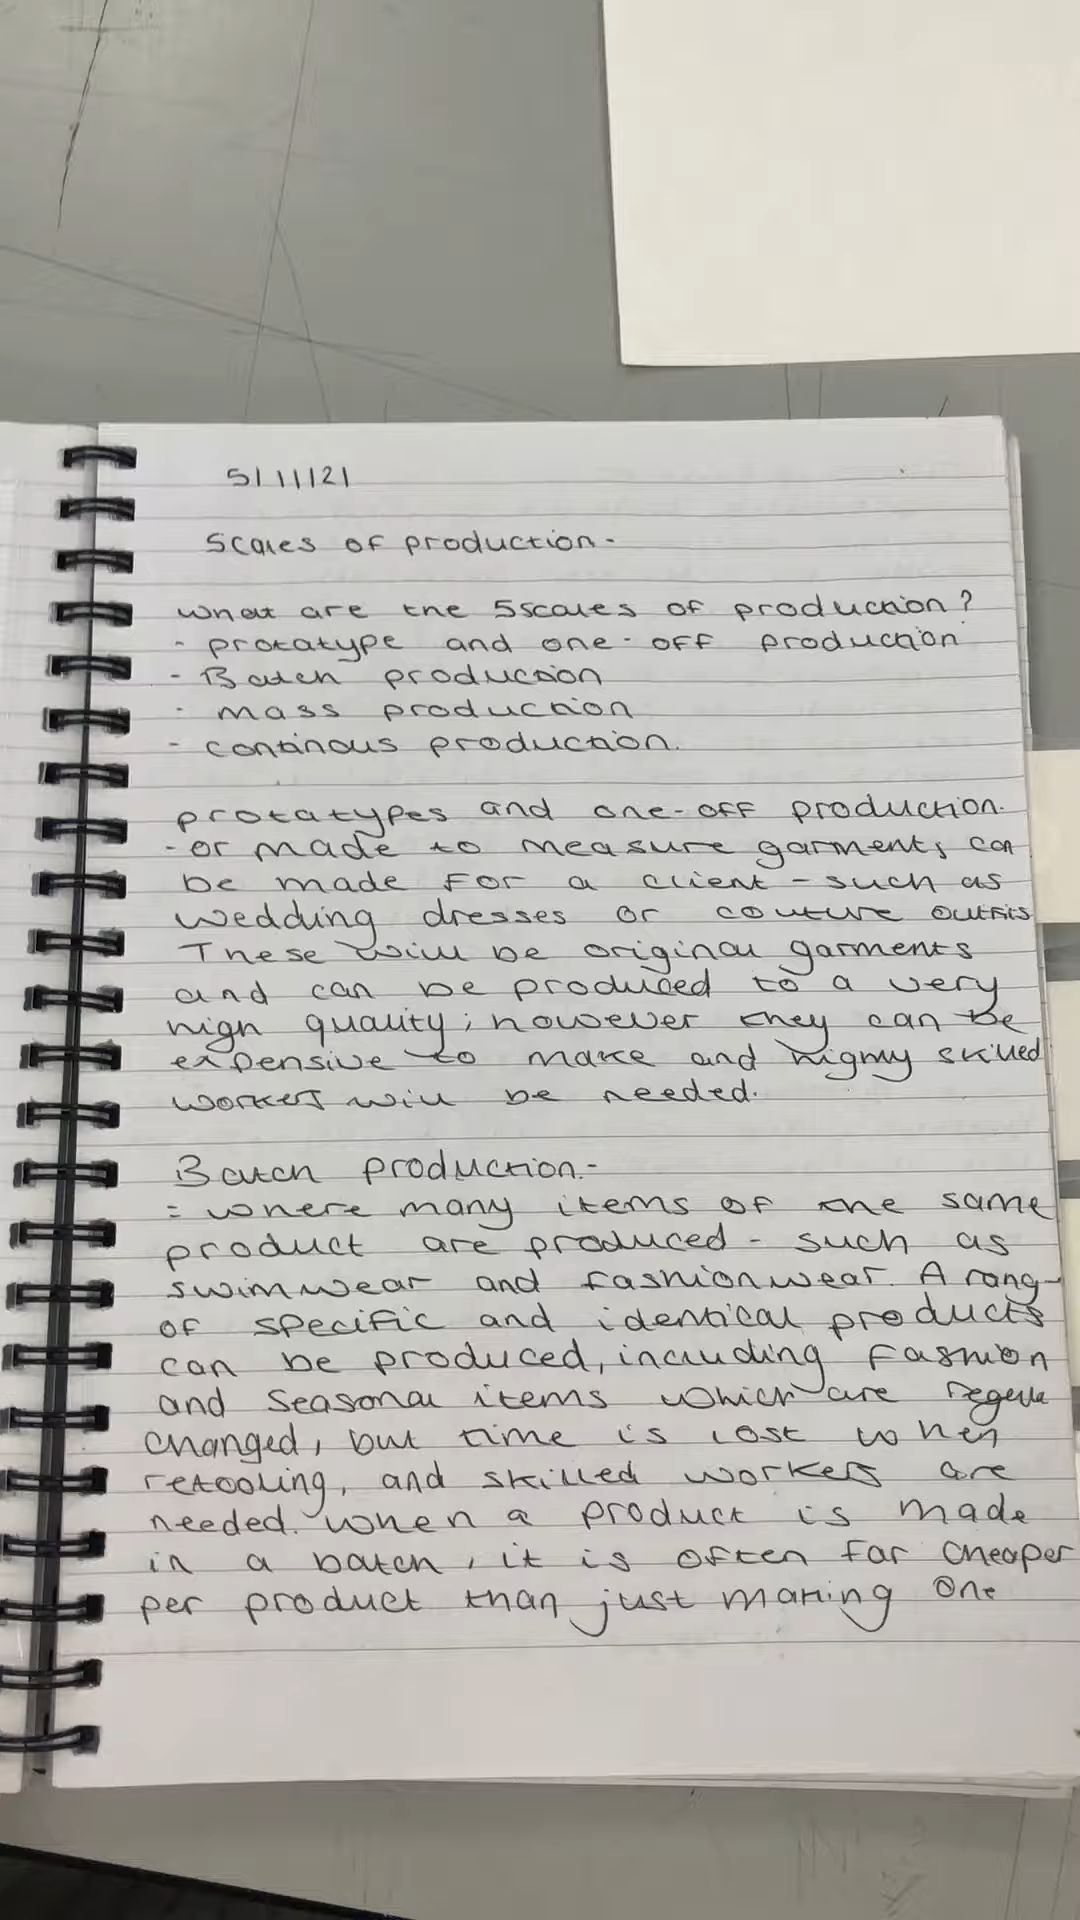 5/11/21
Scales of production-
what are the 5 scales of production?
- protatype and one-off production
- Batch production
- mass production
- continous production.
protatypes and one-off production.
- or made to measure garments can
be made for a client - such as
wedding dresses or couture outfits
These will be original garments
and can be produced to a very
high quality; however they can be
expensive to make and highly skilled
workers will be needed.
Batch production.-
= where many items of the same
product are produced - such as
swimwear and fashionwear. A rang
of specific and identical products
can be produced, including fashion
and seasonal items which are
changed, but time is lost when
retooling, and skilled workers are
needed. When a product is made
in a batch, it is often far cheaper
per product than just making one